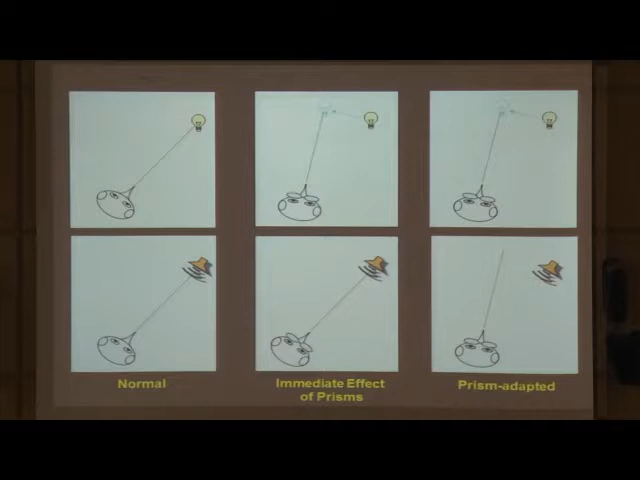 Normal
Immediate Effect
of Prisms
Prism-adapted